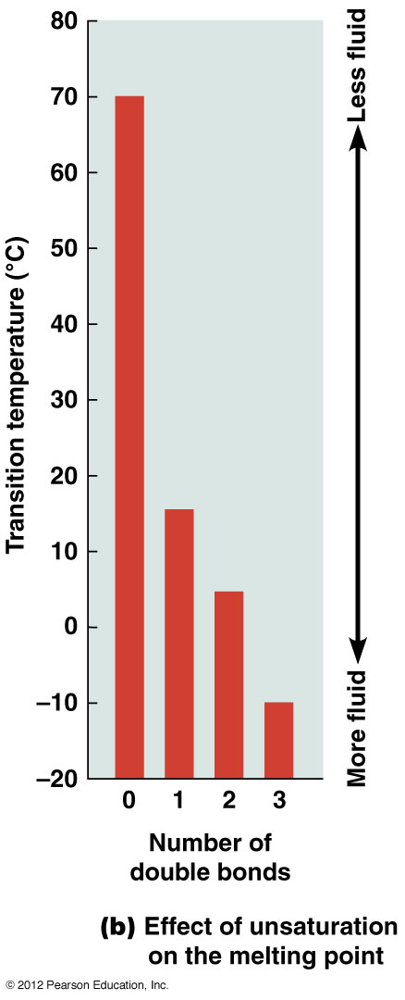 80
70
60
50
40
30
20
10
0
–10
–20
Transition temperature (°C)
Less fluid
More fluid
0 1 2 3
Number of
double bonds
(b) Effect of unsaturation
on the melting point
© 2012 Pearson Education, Inc.